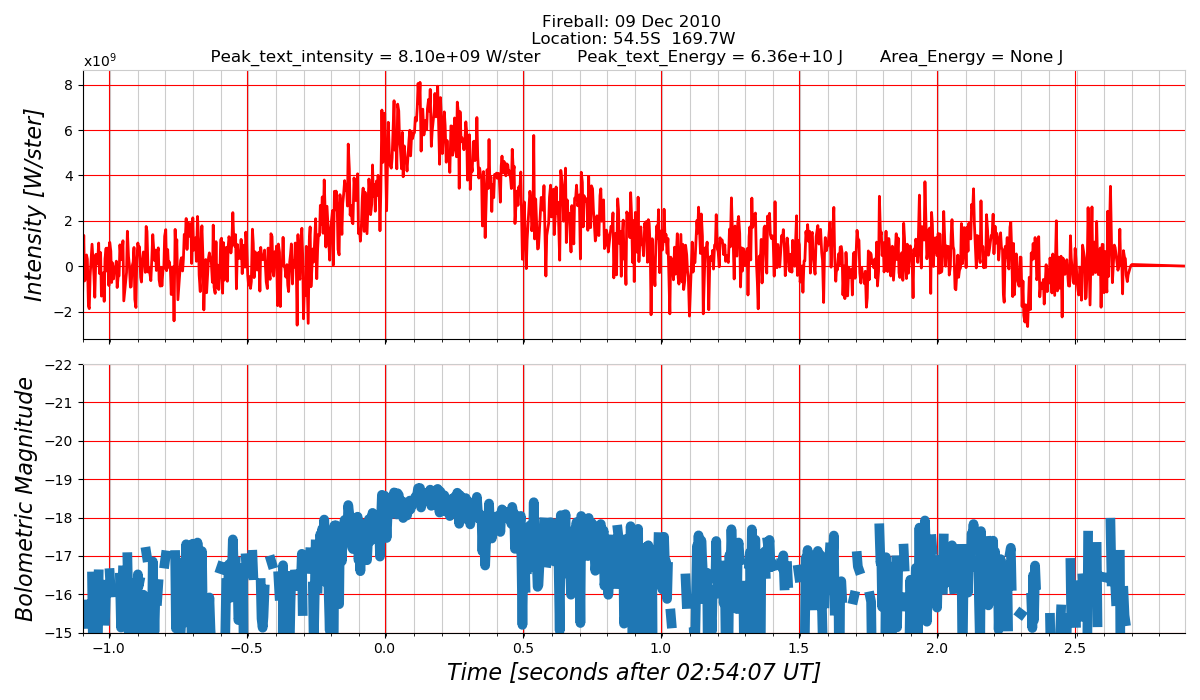 Fireball: 09 Dec 2010
Location: 54.5S  169.7W
Peak_text_intensity = 8.10e+09 W/ster       Peak_text_Energy = 6.36e+10 J       Area_Energy = None J
x10⁹
8
6
4
2
0
−2
Intensity [W/ster]
−22
−21
−20
−19
−18
−17
−16
−15
Bolometric Magnitude
−1.0 −0.5 0.0 0.5 1.0 1.5 2.0 2.5
Time [seconds after 02:54:07 UT]